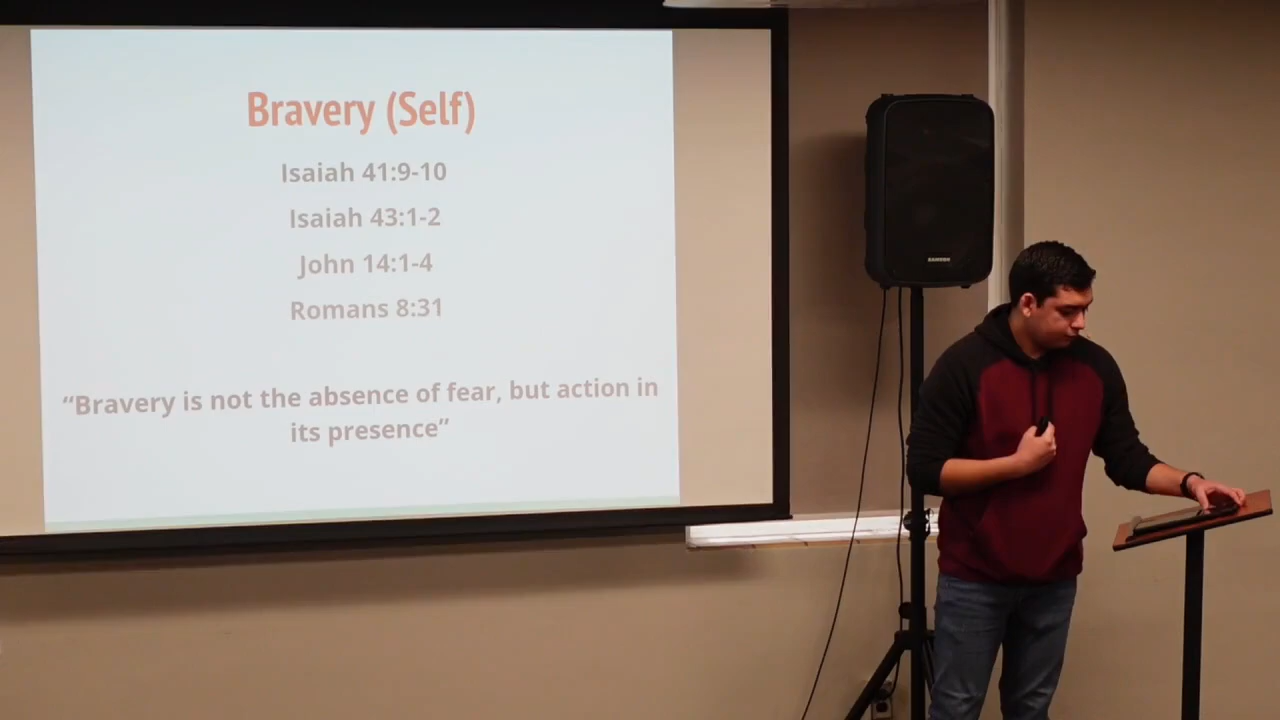 Bravery (Self)
Isaiah 41:9-10
Isaiah 43:1-2
John 14:1-4
Romans 8:31
“Bravery is not the absence of fear, but action in
its presence”
SAMSON